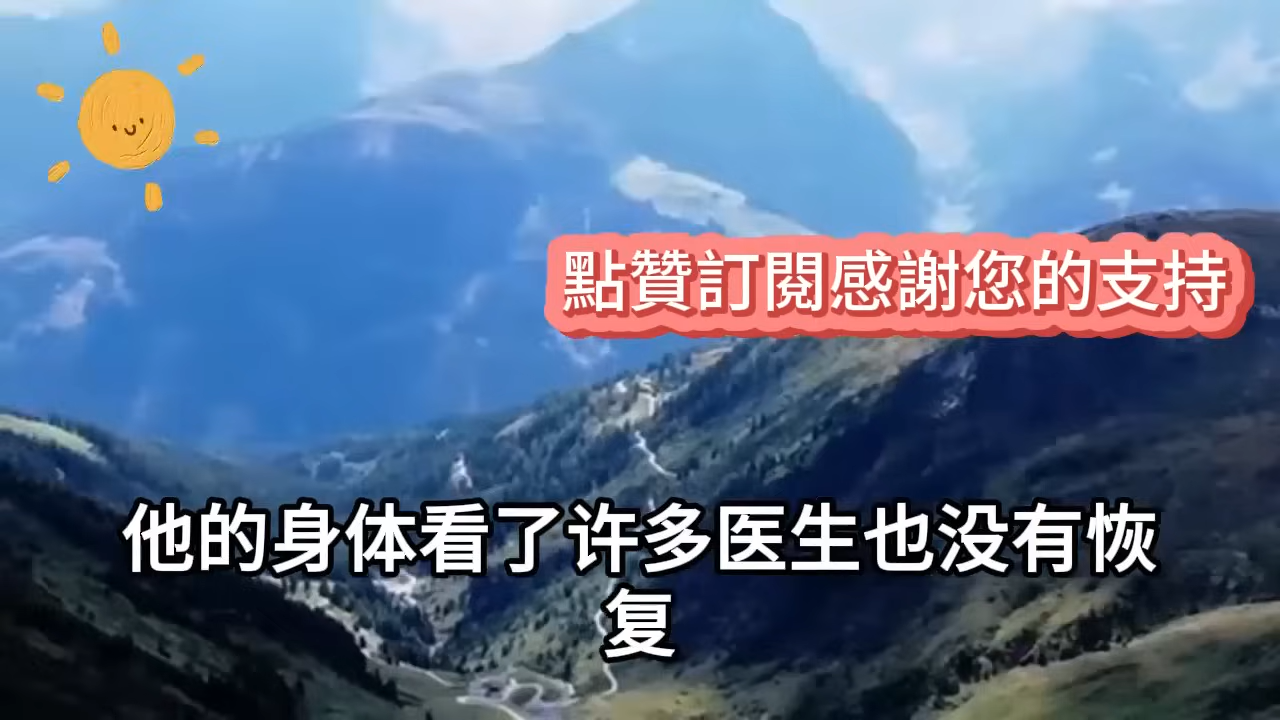 點贊訂閱感謝您的支持
他的身体看了许多医生也没有恢
复